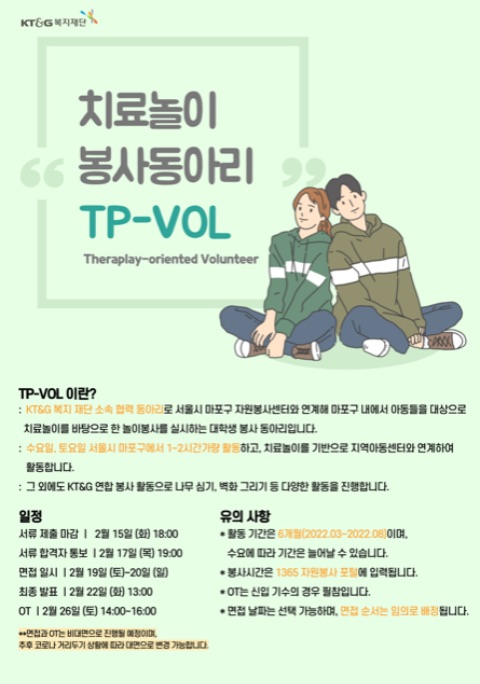 KT&G 복지재단
치료놀이
봉사동아리
TP-VOL
Theraplay-oriented Volunteer
TP-VOL 이란?
: KT&G 복지 재단 소속 협력 동아리로 서울시 마포구 자원봉사센터와 연계해 마포구 내에서 아동들을 대상으로
치료놀이를 바탕으로 한 놀이봉사를 실시하는 대학생 봉사 동아리입니다.
: 수요일, 토요일 서울시 마포구에서 1~2시간가량 활동하고, 치료놀이를 기반으로 지역아동센터와 연계하여
활동합니다.
: 그 외에도 KT&G 연합 봉사 활동으로 나무 심기, 벽화 그리기 등 다양한 활동을 진행합니다.
일정
서류 제출 마감 ㅣ 2월 15일 (화) 18:00
서류 합격자 통보 ㅣ2월 17일 (목) 19:00
면접 일시 ㅣ2월 19일 (토)~20일 (일)
최종 발표 ㅣ2월 22일 (화) 13:00
OT ㅣ2월 26일 (토) 14:00~16:00
**면접과 OT는 비대면으로 진행될 예정이며,
추후 코로나 거리두기 상황에 따라 대면으로 변경 가능합니다.
유의 사항
* 활동 기간은 6개월(2022.03~2022.08)이며,
수요에 따라 기간은 늘어날 수 있습니다.
* 봉사시간은 1365 자원봉사 포털에 입력됩니다.
* OT는 신입 기수의 경우 필참입니다.
* 면접 날짜는 선택 가능하며, 면접 순서는 임의로 배정됩니다.